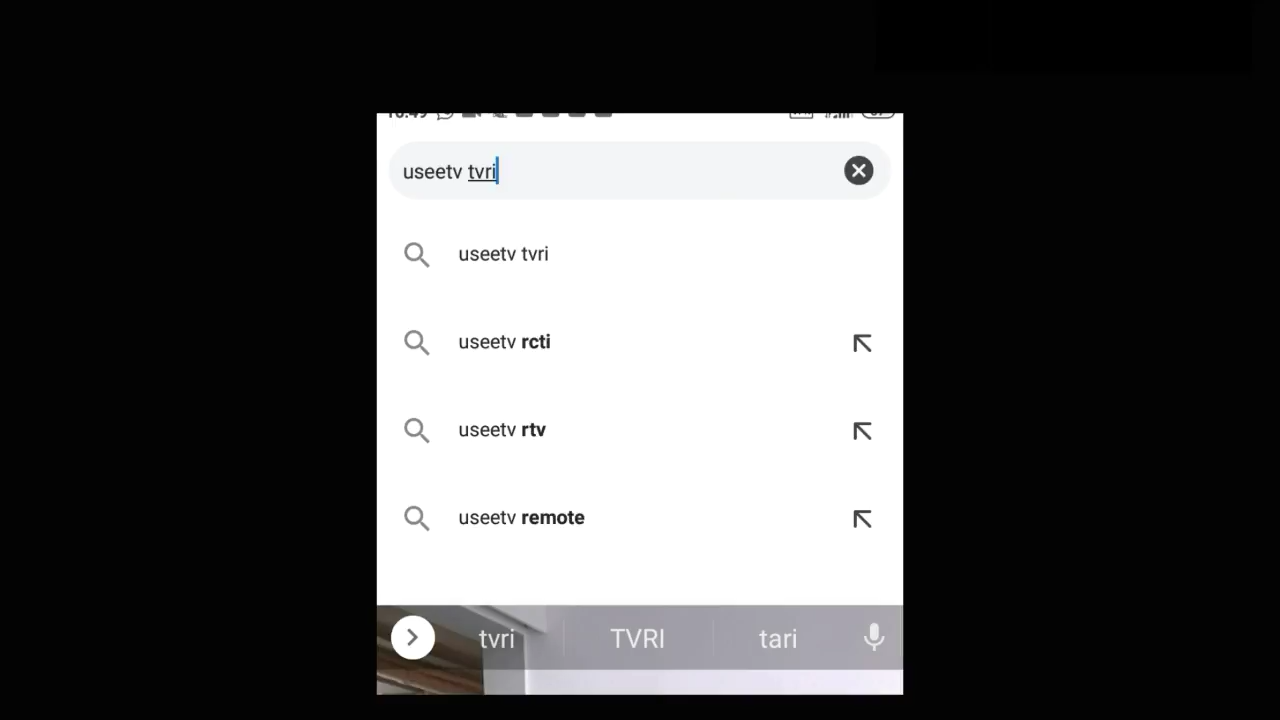 useetv tvri
useetv tvri
useetv rcti
useetv rtv
useetv remote
tvri TVRI tari